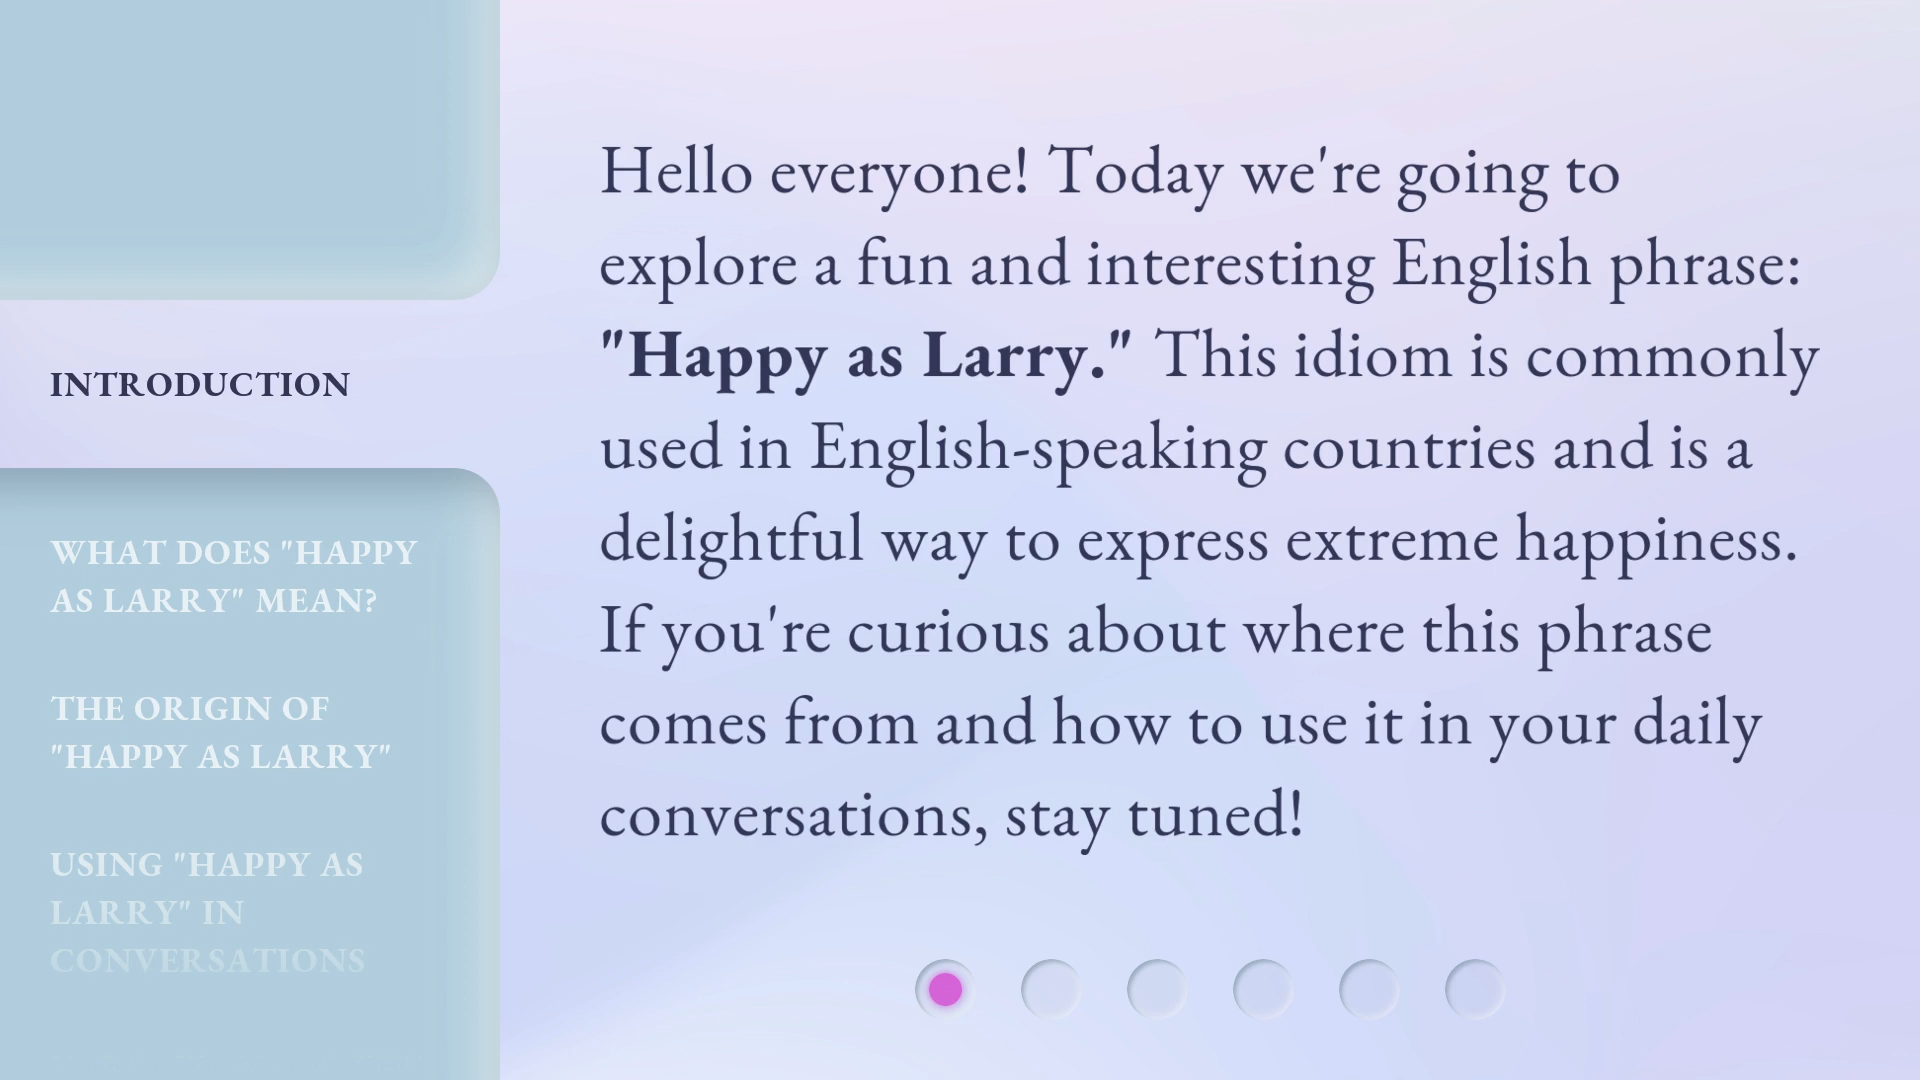 INTRODUCTION
WHAT DOES "HAPPY
AS LARRY" MEAN?
THE ORIGIN OF
"HAPPY AS LARRY"
USING "HAPPY AS
LARRY" IN
CONVERSATIONS
Hello everyone! Today we're going to
explore a fun and interesting English phrase:
"Happy as Larry." This idiom is commonly
used in English-speaking countries and is a
delightful way to express extreme happiness.
If you're curious about where this phrase
comes from and how to use it in your daily
conversations, stay tuned!